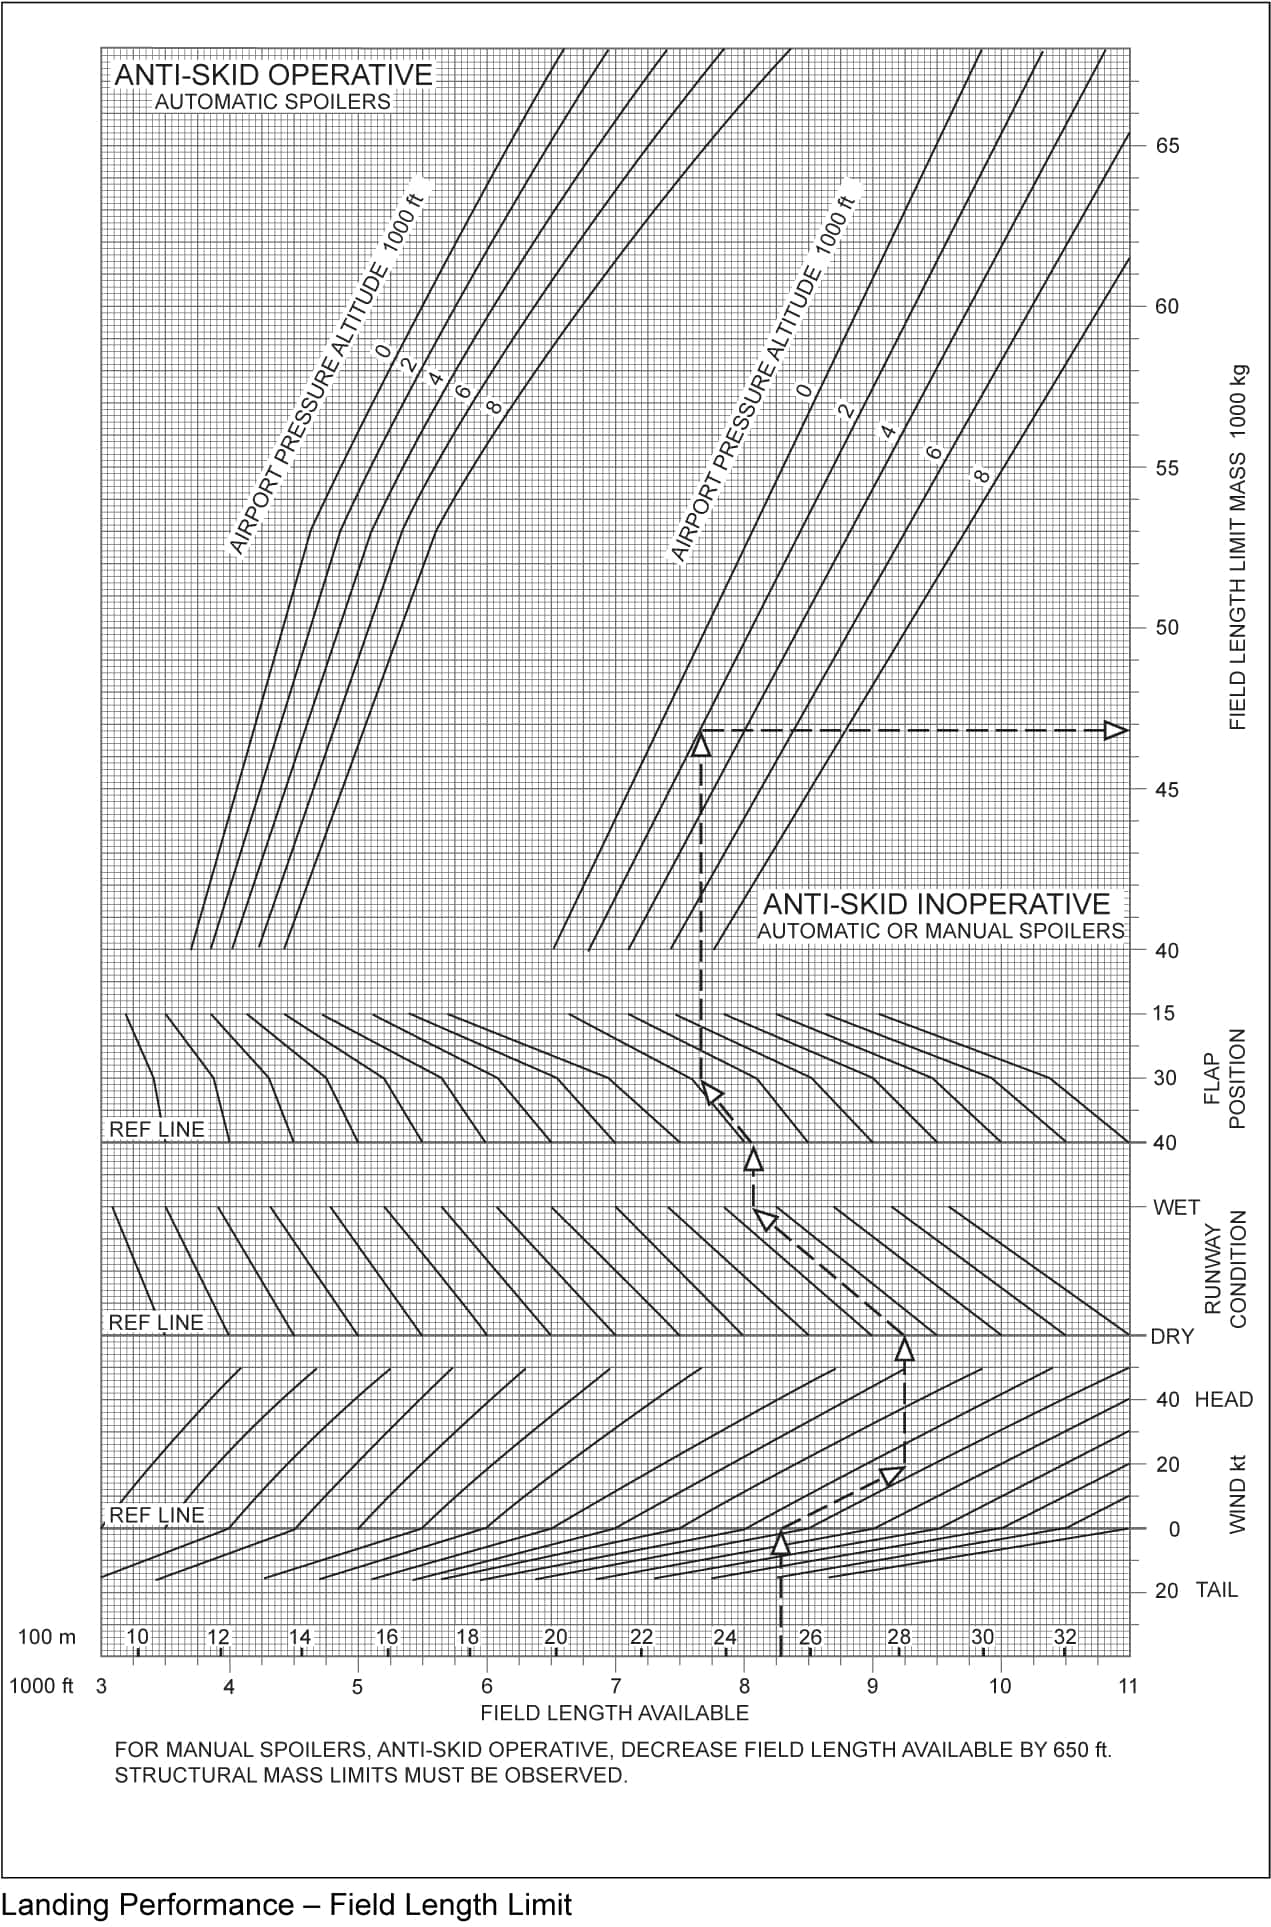 ANTI-SKID OPERATIVE
AUTOMATIC SPOILERS
65
AIRPORT PRESSURE ALTITUDE 1000 ft
0
2
4
6
8
AIRPORT PRESSURE ALTITUDE 1000 ft
0
2
4
6
8
60
55
50
45
40
FIELD LENGTH LIMIT MASS 1000 kg
ANTI-SKID INOPERATIVE
AUTOMATIC OR MANUAL SPOILERS
15
30
40
FLAP
POSITION
REF LINE
WET
DRY
RUNWAY
CONDITION
REF LINE
40 HEAD
20
0
20 TAIL
WIND kt
REF LINE
100 m 10 12 14 16 18 20 22 24 26 28 30 32
1000 ft 3 4 5 6 7 8 9 10 11
FIELD LENGTH AVAILABLE
FOR MANUAL SPOILERS, ANTI-SKID OPERATIVE, DECREASE FIELD LENGTH AVAILABLE BY 650 ft.
STRUCTURAL MASS LIMITS MUST BE OBSERVED.
Landing Performance – Field Length Limit